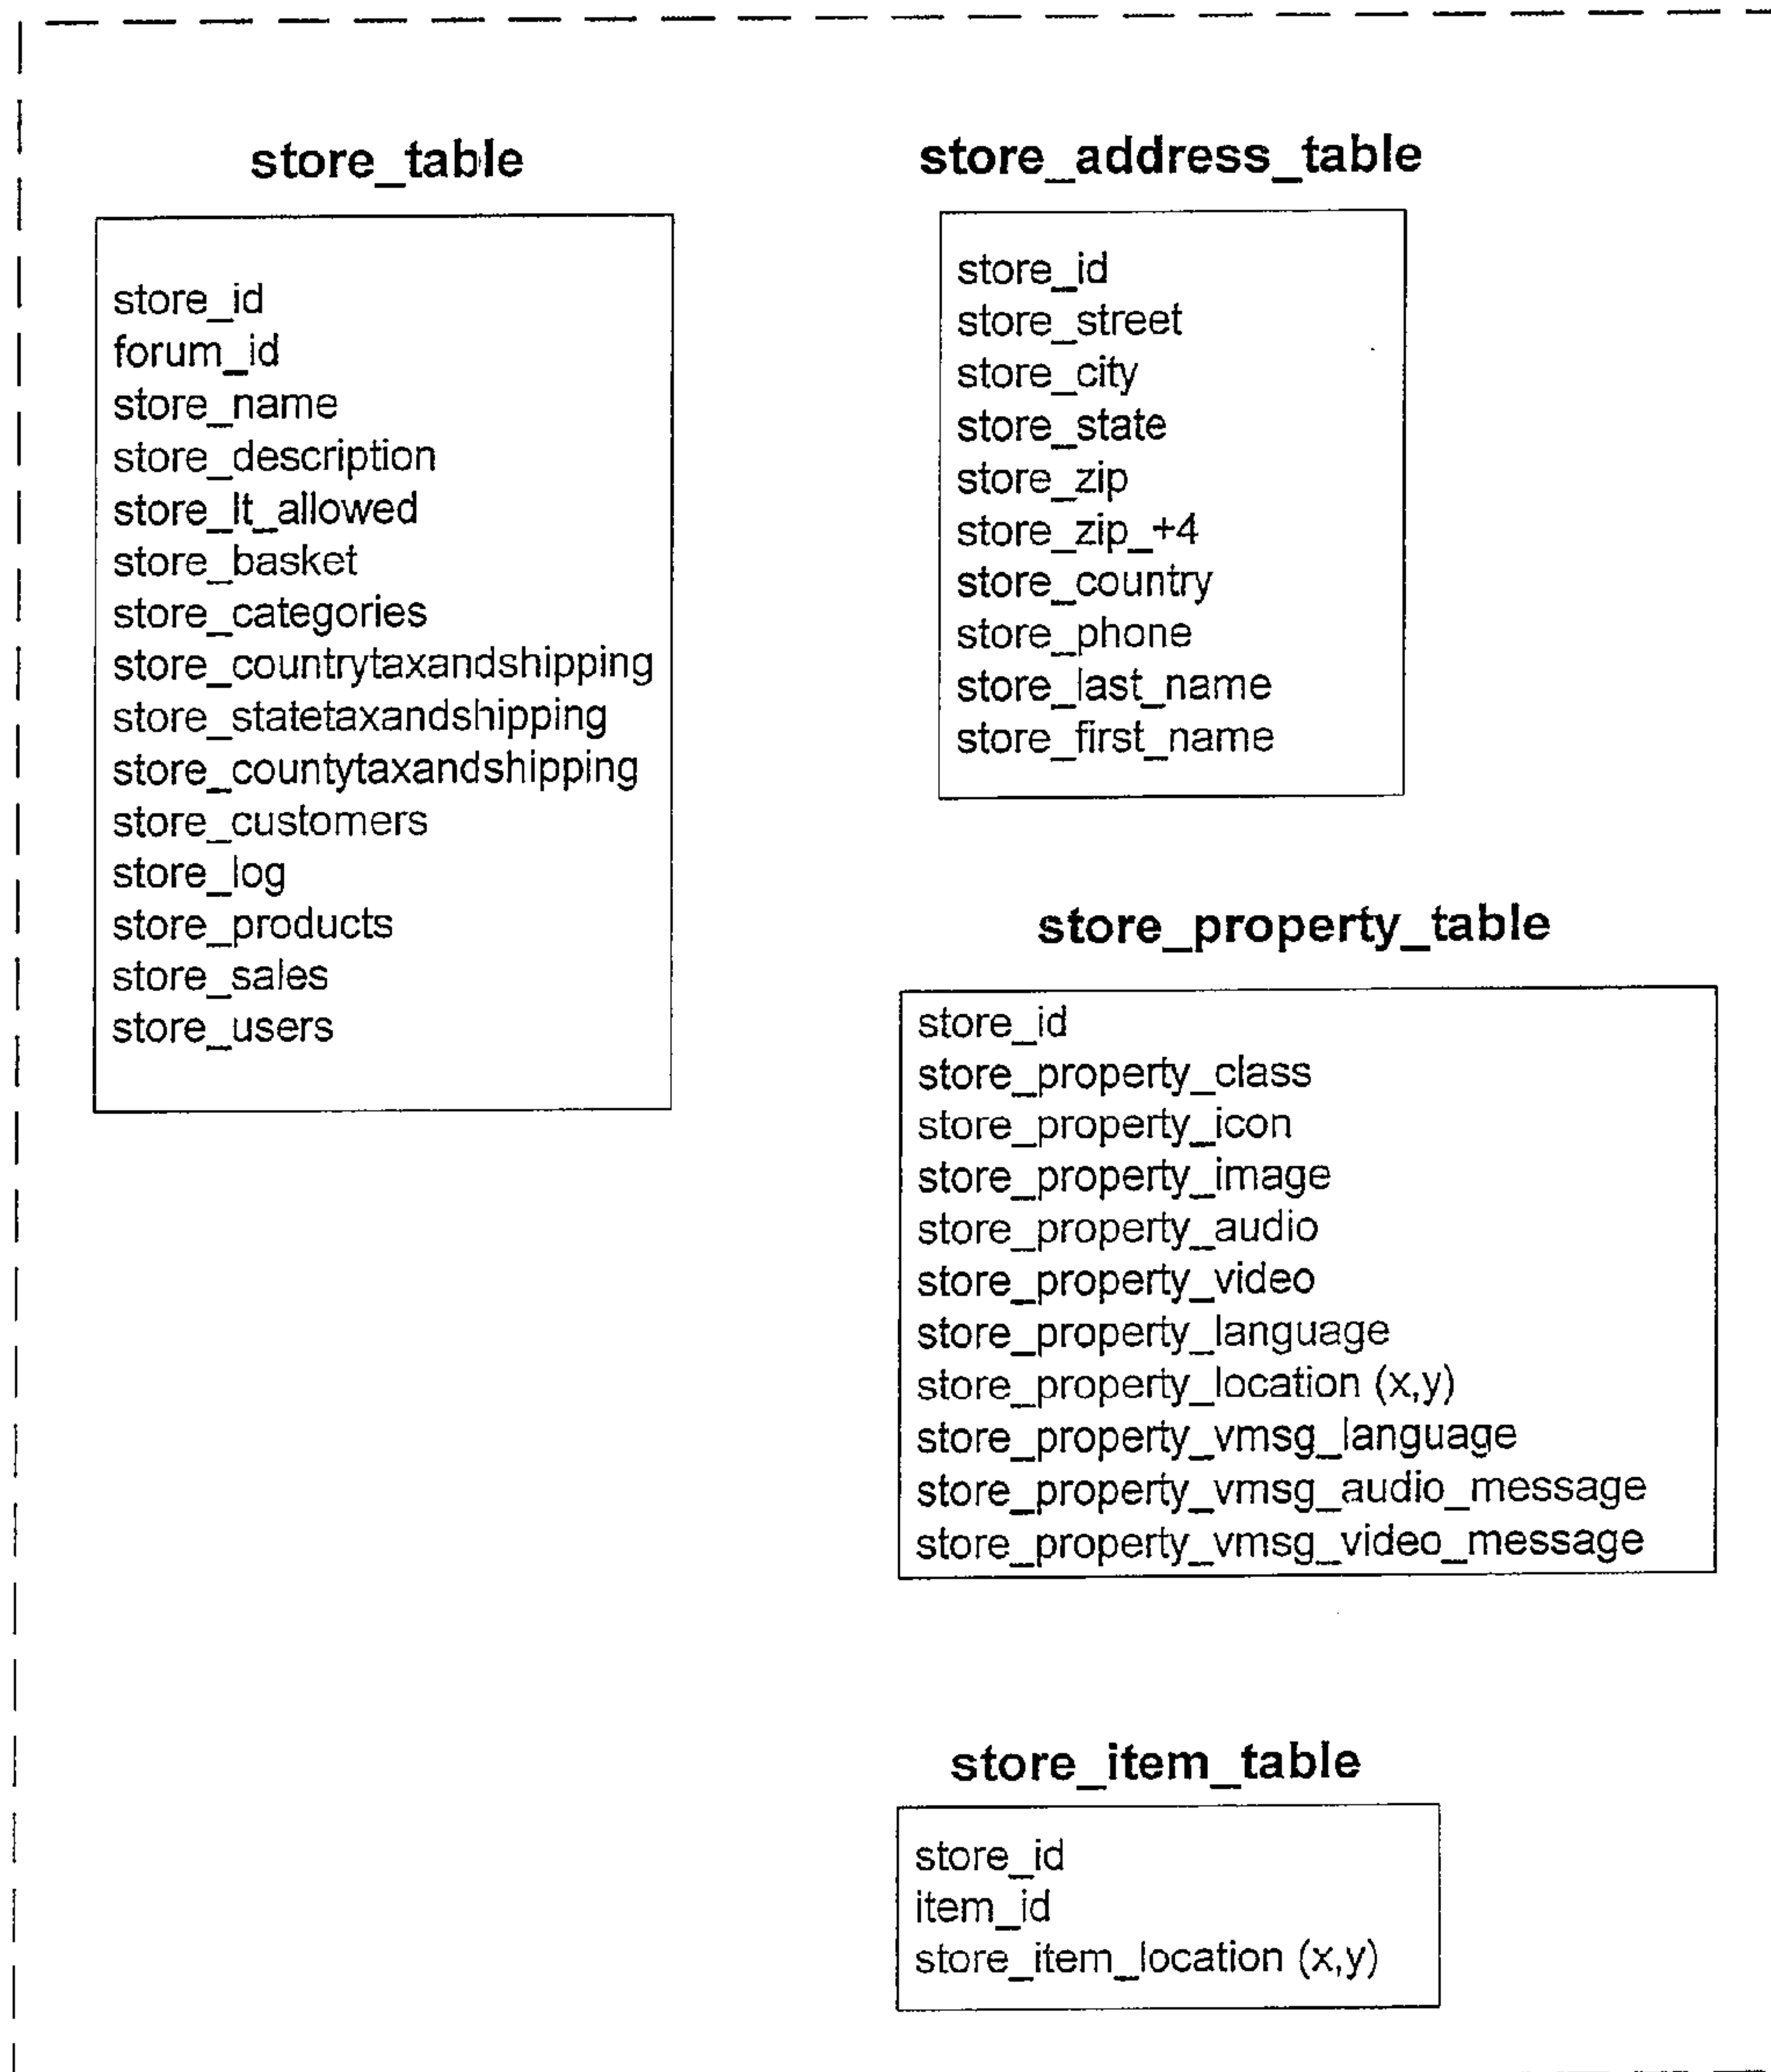 store_table
store_id
forum_id
store_name
store_description
store_lt_allowed
store_basket
store_categories
store_countrytaxandshipping
store_statetaxandshipping
store_countytaxandshipping
store_customers
store_log
store_products
store_sales
store_users
store_address_table
store_id
store_street
store_city
store_state
store_zip
store_zip_+4
store_country
store_phone
store_last_name
store_first_name
store_property_table
store_id
store_property_class
store_property_icon
store_property_image
store_property_audio
store_property_video
store_property_language
store_property_location (x,y)
store_property_vmsg_language
store_property_vmsg_audio_message
store_property_vmsg_video_message
store_item_table
store_id
item_id
store_item_location (x,y)